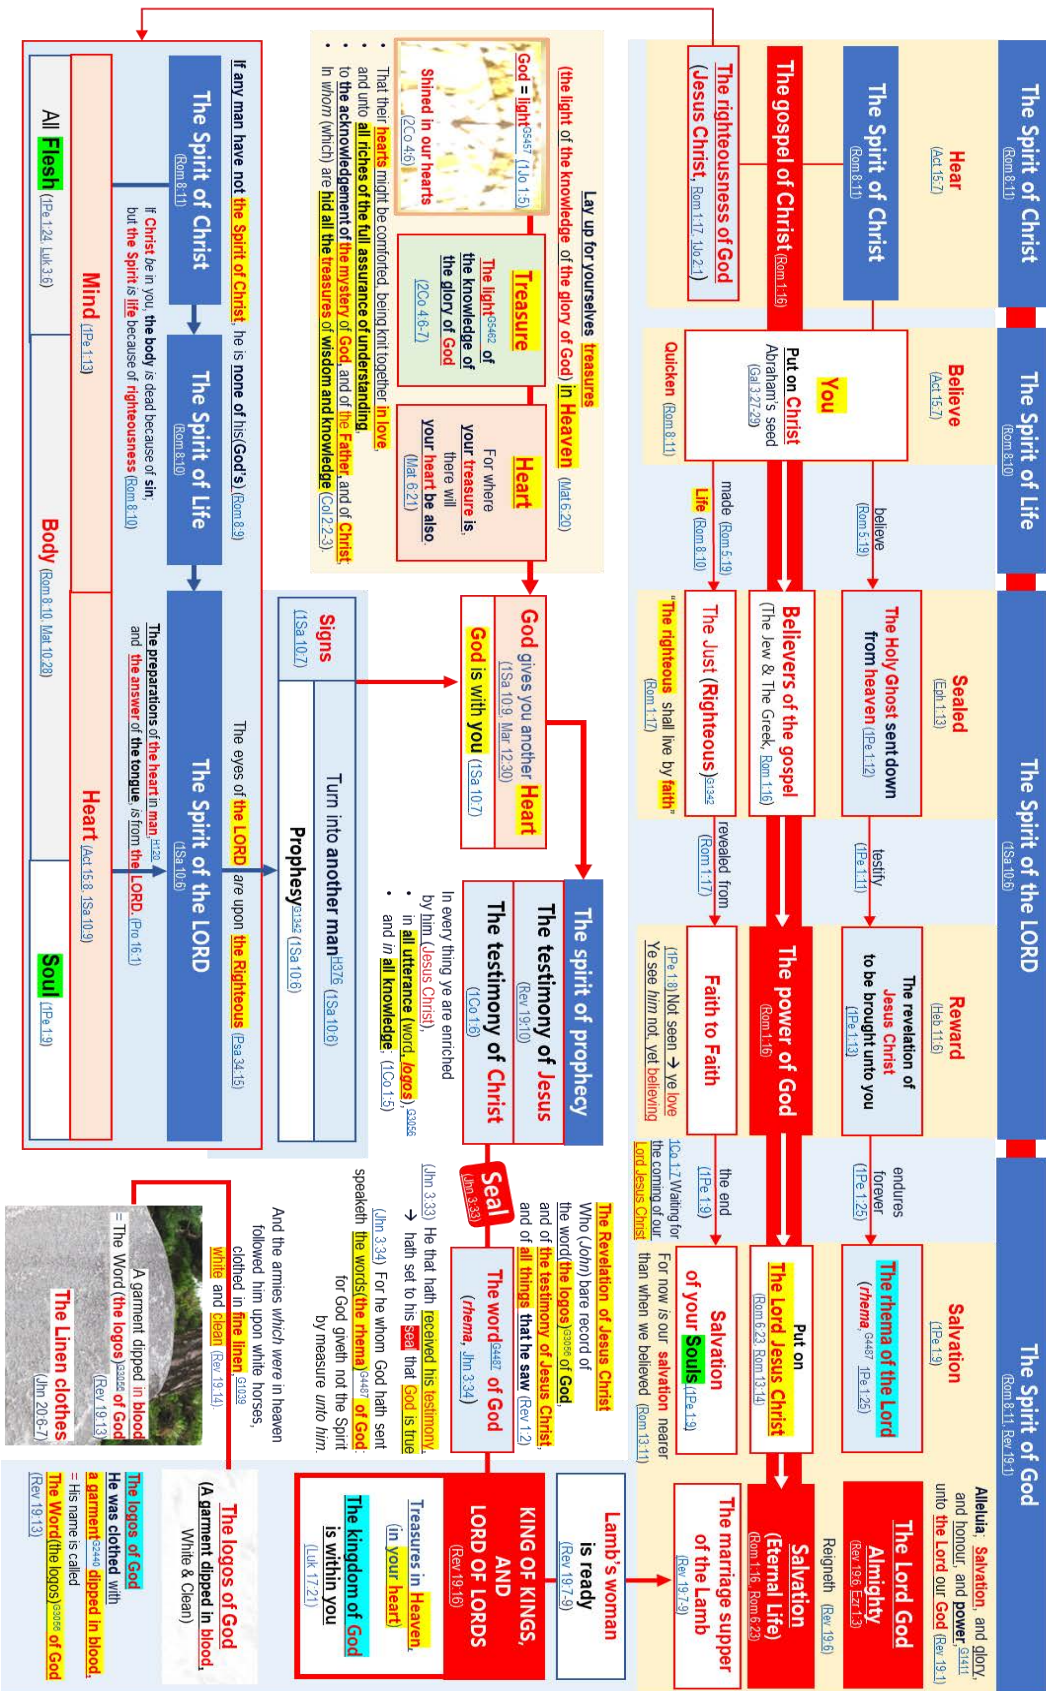 The Spirit of Christ
(Rom 8:11)
The Spirit of Life
(Rom 8:10)
The Spirit of the LORD
(1Sa 10:6)
The Spirit of God
(Rom 8:11, Rev 19:1)
Hear
(Act 15:7)
Believe
(Act 15:7)
Sealed
(Eph 1:13)
Reward
(Heb 11:6)
Salvation
(1Pe 1:9)
Alleluia; Salvation, and glory,
and honour, and power,G1411
unto the Lord our God (Rev 19:1)
The Spirit of Christ
(Rom 8:11)
believe
(Rom 5:19)
The Holy Ghost sent down
from heaven (1Pe 1:12)
testify
(1Pe 1:11)
The revelation of
Jesus Christ
to be brought unto you
(1Pe 1:13)
endures
forever
(1Pe 1:25)
The rhema of the Lord
(rhema, G4487 1Pe 1:25)
The Lord God
Almighty
(Rev 19:6 Ezr 1:3)
Reigneth (Rev 19:6)
The gospel of Christ (Rom 1:16)
You
Put on Christ
Abraham's seed
(Gal 3:27-29)
Believers of the gospel
(The Jew & The Greek, Rom 1:16)
The power of God
(Rom 1:16)
Put on
The Lord Jesus Christ
(Rom 6:23, Rom 13:14)
Salvation
(Eternal Life)
(Rom 1:16, Rom 6:23)
The righteousness of God
(Jesus Christ, Rom 1:17, 1Jo 2:1)
Quicken (Rom 8:11)
made (Rom 5:19)
Life (Rom 8:10)
The Just (Righteous)G1342
"The righteous shall live by faith"
(Rom 1:17)
revealed from
(Rom 1:17)
Faith to Faith
(1Pe 1:8) Not seen → ye love
Ye see him not, yet believing
the end
(1Pe 1:9)
1Co 1:7 Waiting for
the coming of our
Lord Jesus Christ
Salvation
of your Souls (1Pe 1:9)
For now is our salvation nearer
than when we believed (Rom 13:11)
The marriage supper
of the Lamb
(Rev 19:7-9)
Lay up for yourselves treasures
(the light of the knowledge of the glory of God) in Heaven (Mat 6:20)
God = lightG5457 (1Jo 1:5)
Shined in our hearts
(2Co 4:6)
Treasure
The lightG5462 of
the knowledge of
the glory of God
(2Co 4:6-7)
Heart
For where
your treasure is,
there will
your heart be also.
(Mat 6:21)
• That their hearts might be comforted, being knit together in love,
and unto all riches of the full assurance of understanding,
• to the acknowledgement of the mystery of God, and of the Father, and of Christ;
• In whom (which) are hid all the treasures of wisdom and knowledge (Col 2:2-3).
God gives you another Heart
(1Sa 10:9, Mar 12:30)
God is with you (1Sa 10:7)
The spirit of prophecy
The testimony of Jesus
(Rev 19:10)
The testimony of Christ
(1Co 1:6)
In every thing ye are enriched
by him (Jesus Christ),
• in all utterance (word, logos), G3056
• and in all knowledge; (1Co 1:5)
Seal
(Jhn 3:33)
The Revelation of Jesus Christ
Who (John) bare record of
the word(the logos)G3056 of God,
and of the testimony of Jesus Christ,
and of all things that he saw (Rev 1:2)
The wordG4487 of God
(rhema, Jhn 3:34)
(Jhn 3:33) He that hath received his testimony
→ hath set to his seal that God is true
(Jhn 3:34) For he whom God hath sent
speaketh the words(the rhema)G4487 of God:
for God giveth not the Spirit
by measure unto him.
Lamb's woman
is ready
(Rev 19:7-9)
KING OF KINGS,
AND
LORD OF LORDS
(Rev 19:16)
Treasures in Heaven,
(in your heart)
The kingdom of God
is within you
(Luk 17:21)
Signs
(1Sa 10:7)
Turn into another manH376 (1Sa 10:6)
ProphesyG1342 (1Sa 10:6)
And the armies which were in heaven
followed him upon white horses,
clothed in fine linen,G1039
white and clean (Rev 19:14).
If any man have not the Spirit of Christ, he is none of his(God's) (Rom 8:9)
The eyes of the LORD are upon the Righteous (Psa 34:15)
The Spirit of Christ
(Rom 8:11)
The Spirit of Life
(Rom 8:10)
The Spirit of the LORD
(1Sa 10:6)
If Christ be in you, the body is dead because of sin;
but the Spirit is life because of righteousness (Rom 8:10)
The preparations of the heart in man,H120
and the answer of the tongue, is from the LORD. (Pro 16:1)
Mind (1Pe 1:13)
Heart (Act 15:8, 1Sa 10:9)
All Flesh (1Pe 1:24, Luk 3:6)
Body (Rom 8:10, Mat 10:28)
Soul (1Pe 1:9)
A garment dipped in blood
= The Word (the logos)G3056 of God
(Rev 19:13)
The Linen clothes
(Jhn 20:6-7)
The logos of God
(A garment dipped in blood,
White & Clean)
The logos of God
He was clothed with
a garmentG2440 dipped in blood,
= His name is called
The Word(the logos)G3056 of God
(Rev 19:13)